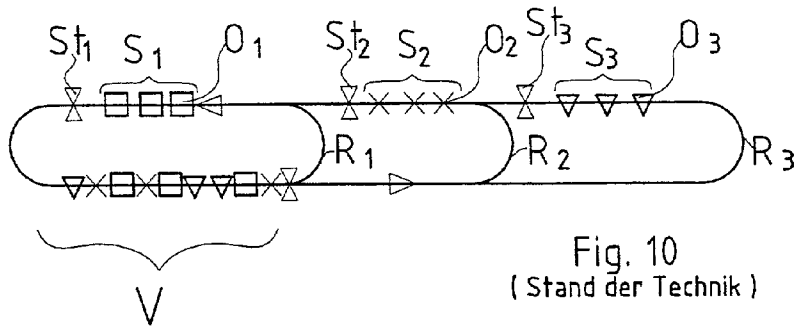 St₁ S₁ O₁ St₂ S₂ O₂ St₃ S₃ O₃
R₁ R₂ R₃
V
Fig. 10
(Stand der Technik)